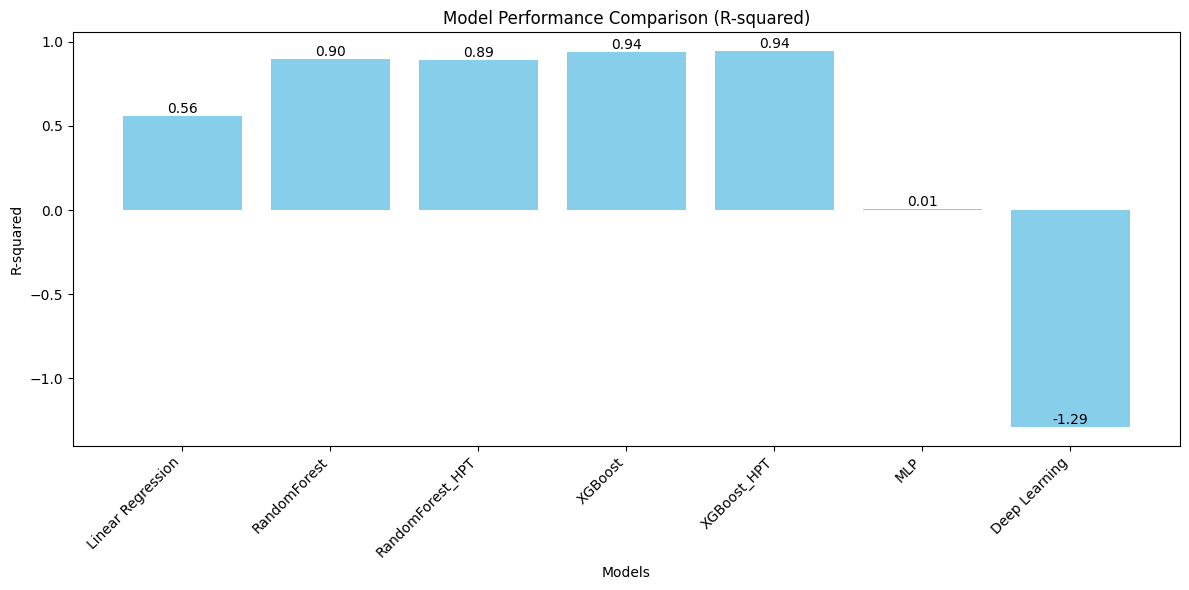 Model Performance Comparison (R-squared)
R-squared
1.0
0.5
0.0
−0.5
−1.0
0.56
0.90
0.89
0.94
0.94
0.01
-1.29
Linear Regression
RandomForest
RandomForest_HPT
XGBoost
XGBoost_HPT
MLP
Deep Learning
Models